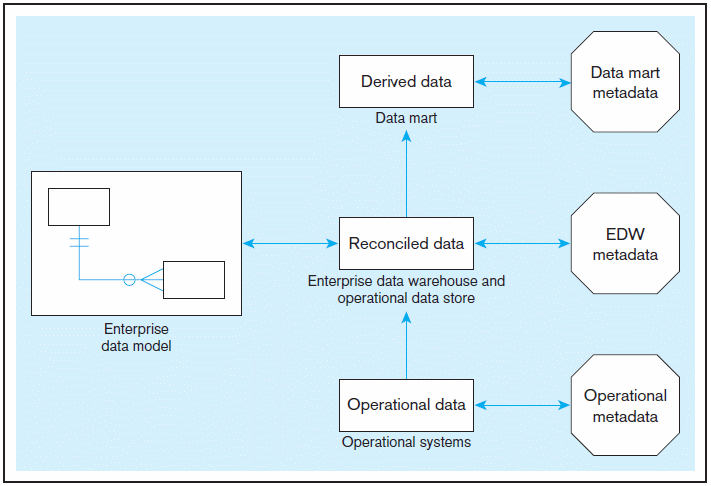 Derived data
Data mart
Data mart
metadata
Reconciled data
Enterprise data warehouse and
operational data store
EDW
metadata
Enterprise
data model
Operational data
Operational systems
Operational
metadata